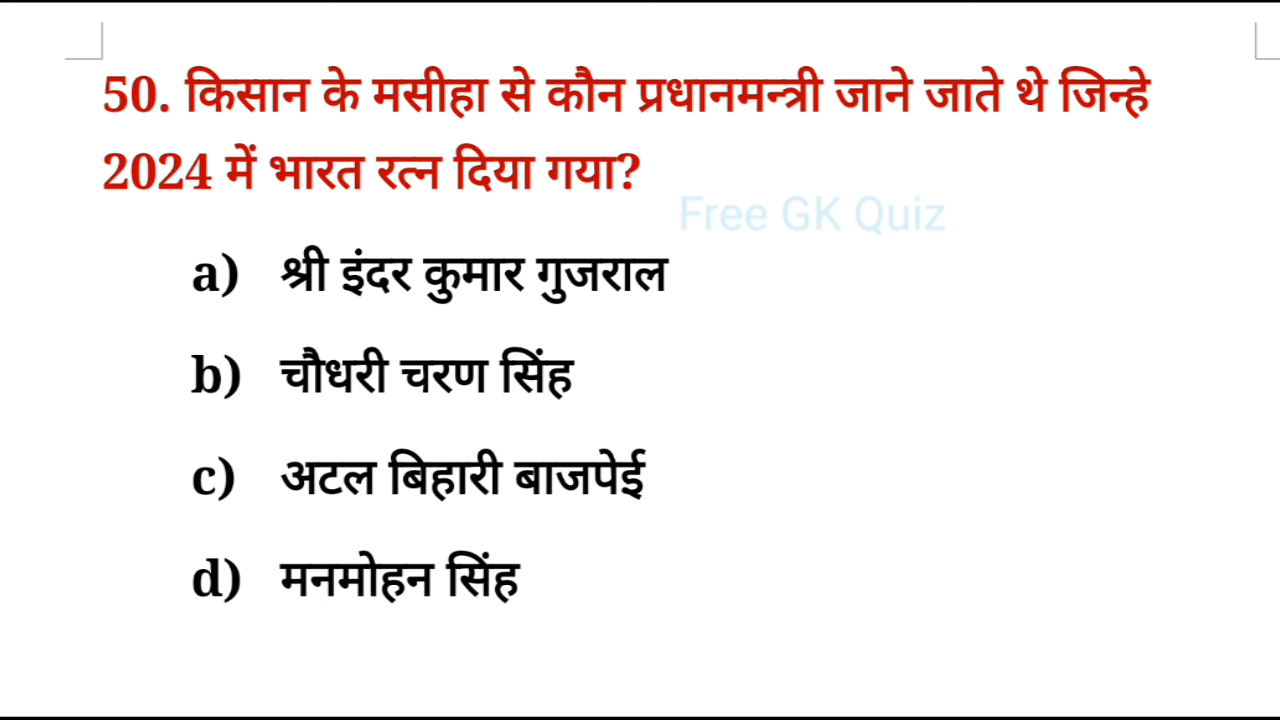 50. किसान के मसीहा से कौन प्रधानमन्त्री जाने जाते थे जिन्हे
2024 में भारत रत्न दिया गया?
Free GK Quiz
a) श्री इंदर कुमार गुजराल
b) चौधरी चरण सिंह
c) अटल बिहारी बाजपेई
d) मनमोहन सिंह